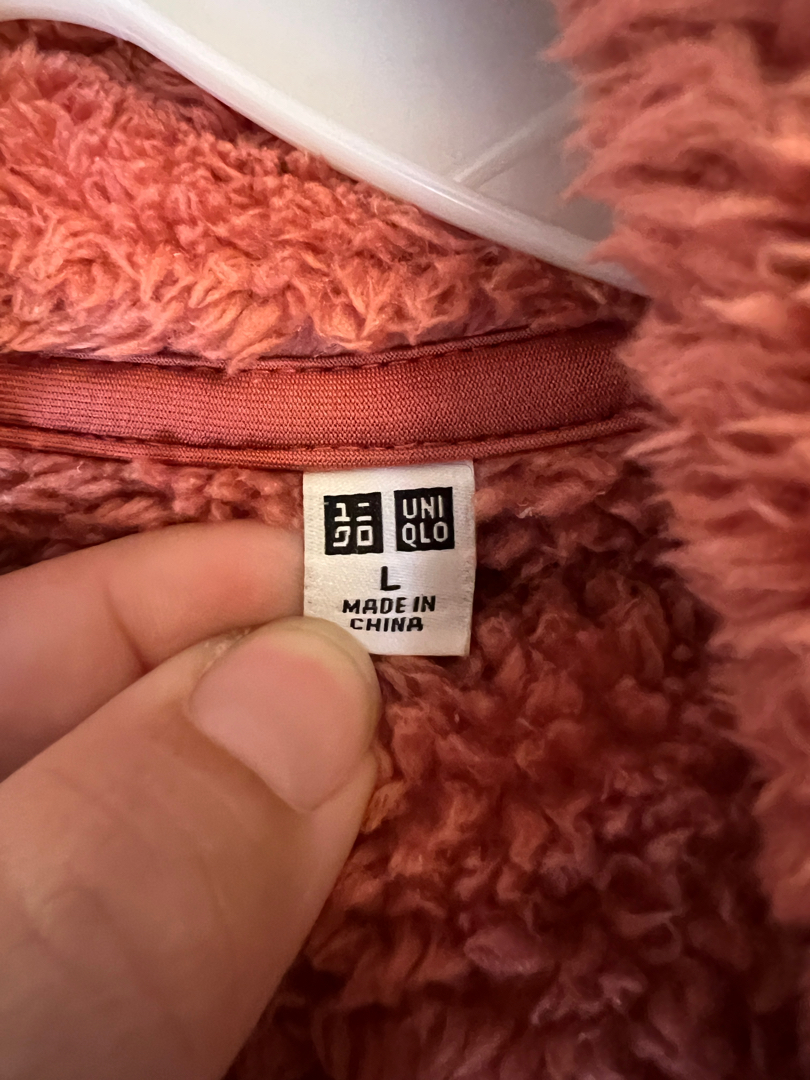 ユニ UNI
クロ QLO
L
MADE IN
CHINA